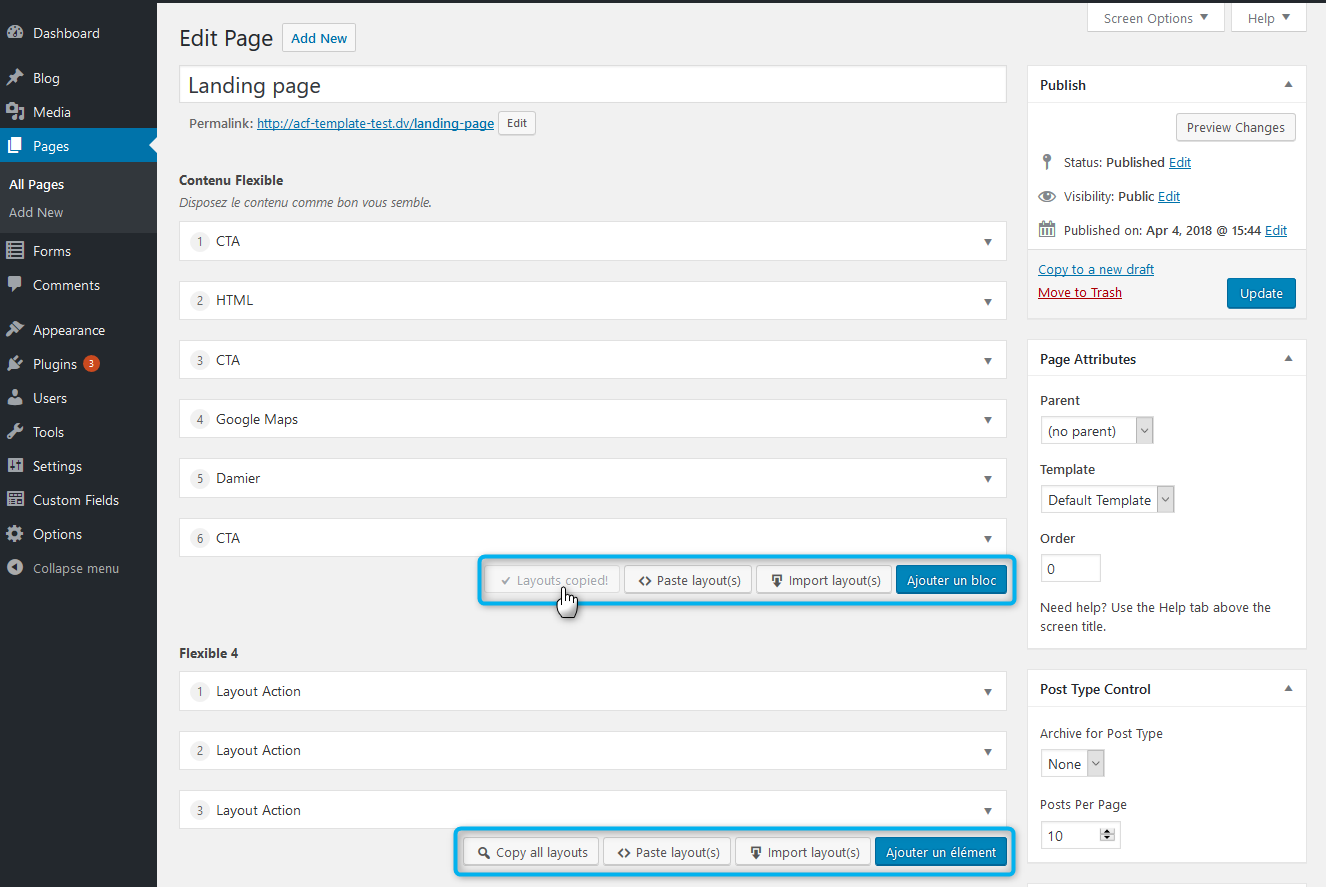 Dashboard
Blog
Media
Pages
All Pages
Add New
Forms
Comments
Appearance
Plugins 3
Users
Tools
Settings
Custom Fields
Options
Collapse menu
Screen Options
Help
Edit Page
Add New
Landing page
Permalink: http://acf-template-test.dv/landing-page Edit
Contenu Flexible
Disposez le contenu comme bon vous semble.
1 CTA
2 HTML
3 CTA
4 Google Maps
5 Damier
6 CTA
Layouts copied! Paste layout(s) Import layout(s) Ajouter un bloc
Flexible 4
1 Layout Action
2 Layout Action
3 Layout Action
Copy all layouts Paste layout(s) Import layout(s) Ajouter un élément
Publish
Preview Changes
Status: Published Edit
Visibility: Public Edit
Published on: Apr 4, 2018 @ 15:44 Edit
Copy to a new draft
Move to Trash
Update
Page Attributes
Parent
(no parent)
Template
Default Template
Order
0
Need help? Use the Help tab above the
screen title.
Post Type Control
Archive for Post Type
None
Posts Per Page
10